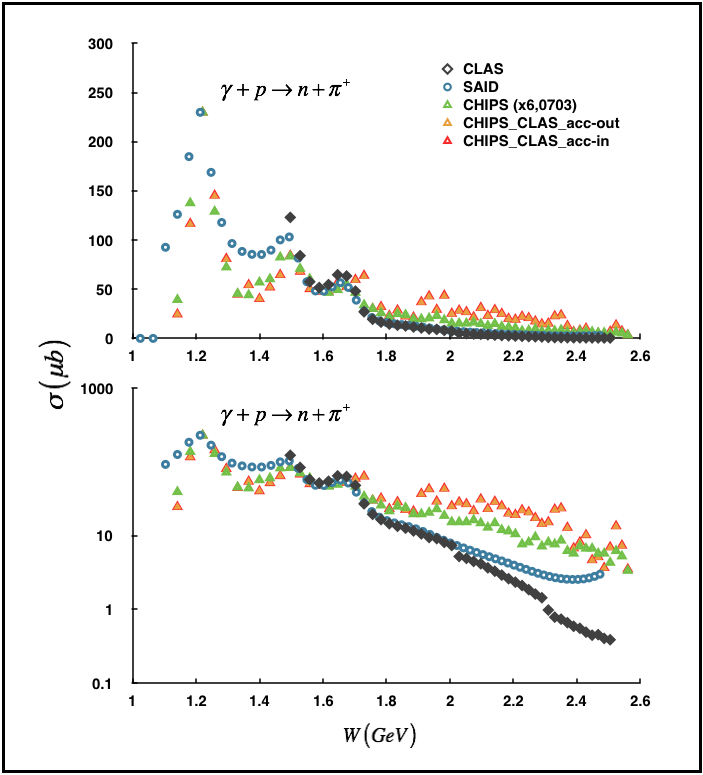 300
250
200
150
100
50
0
γ + p → n + π⁺
CLAS
SAID
CHIPS (x6,0703)
CHIPS_CLAS_acc-out
CHIPS_CLAS_acc-in
1 1.2 1.4 1.6 1.8 2 2.2 2.4 2.6
σ(μb)
1000
10
1
0.1
γ + p → n + π⁺
1 1.2 1.4 1.6 1.8 2 2.2 2.4 2.6
W(GeV)